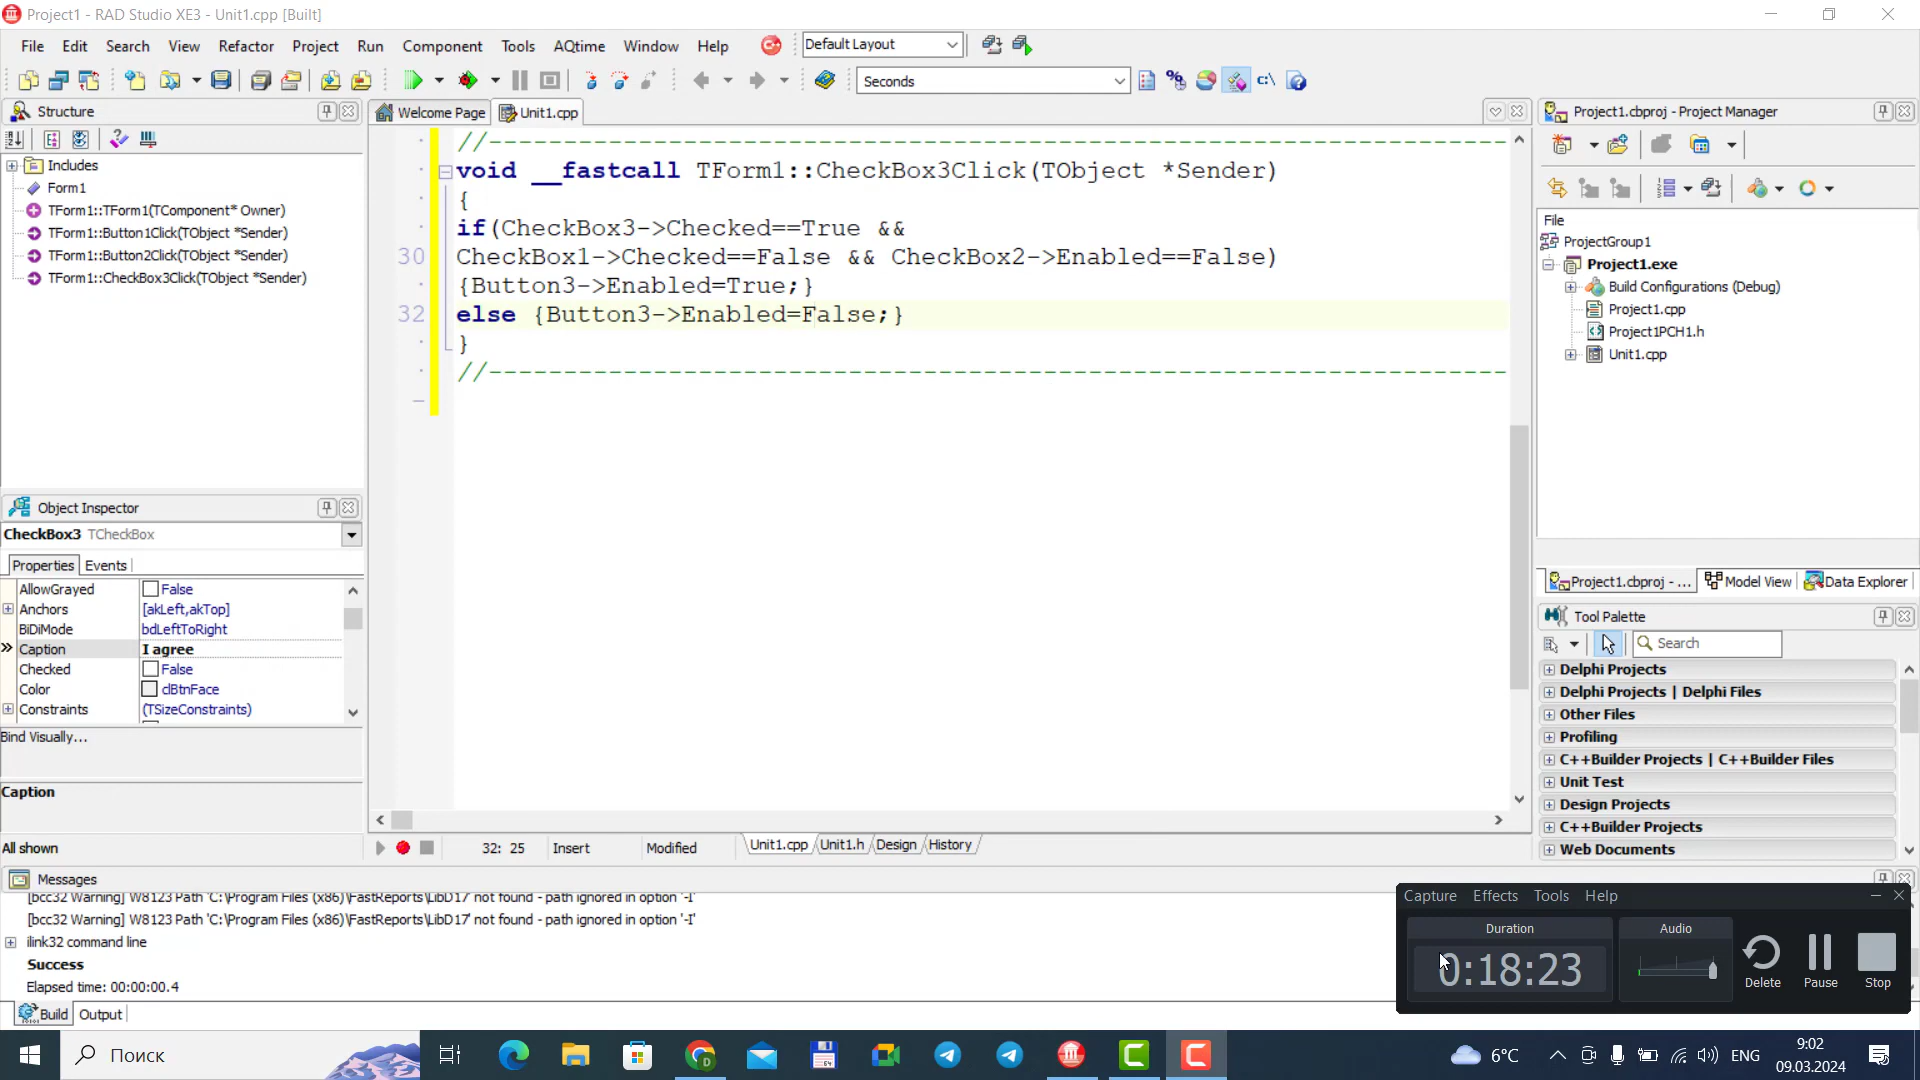 Project1 - RAD Studio XE3 - Unit1.cpp [Built]
File Edit Search View Refactor Project Run Component Tools AQtime Window Help
Default Layout
Seconds
Structure
Includes
Form1
TForm1::TForm1(TComponent* Owner)
TForm1::Button1Click(TObject *Sender)
TForm1::Button2Click(TObject *Sender)
TForm1::CheckBox3Click(TObject *Sender)
Object Inspector
CheckBox3 TCheckBox
Properties Events
AllowGrayed False
Anchors [akLeft,akTop]
BiDiMode bdLeftToRight
Caption I agree
Checked False
Color clBtnFace
Constraints (TSizeConstraints)
Bind Visually...
Caption
All shown
Welcome Page Unit1.cpp
//--------------------------------------------------------------------
void __fastcall TForm1::CheckBox3Click(TObject *Sender)
{
if(CheckBox3->Checked==True &&
30 CheckBox1->Checked==False && CheckBox2->Enabled==False)
{Button3->Enabled=True;}
32 else {Button3->Enabled=False;}
}
//--------------------------------------------------------------------
32: 25 Insert Modified Unit1.cpp Unit1.h Design History
Project1.cbproj - Project Manager
File
ProjectGroup1
Project1.exe
Build Configurations (Debug)
Project1.cpp
Project1PCH1.h
Unit1.cpp
Project1.cbproj - ... Model View Data Explorer
Tool Palette
Search
Delphi Projects
Delphi Projects | Delphi Files
Other Files
Profiling
C++Builder Projects | C++Builder Files
Unit Test
Design Projects
C++Builder Projects
Web Documents
Messages
[bcc32 Warning] W8123 Path 'C:\Program Files (x86)\FastReports\LibD17' not found - path ignored in option '-I'
[bcc32 Warning] W8123 Path 'C:\Program Files (x86)\FastReports\LibD17' not found - path ignored in option '-I'
ilink32 command line
Success
Elapsed time: 00:00:00.4
Build Output
Capture Effects Tools Help
Duration
0:18:23
Audio
Delete Pause Stop
Поиск
6°C
ENG
9:02
09.03.2024